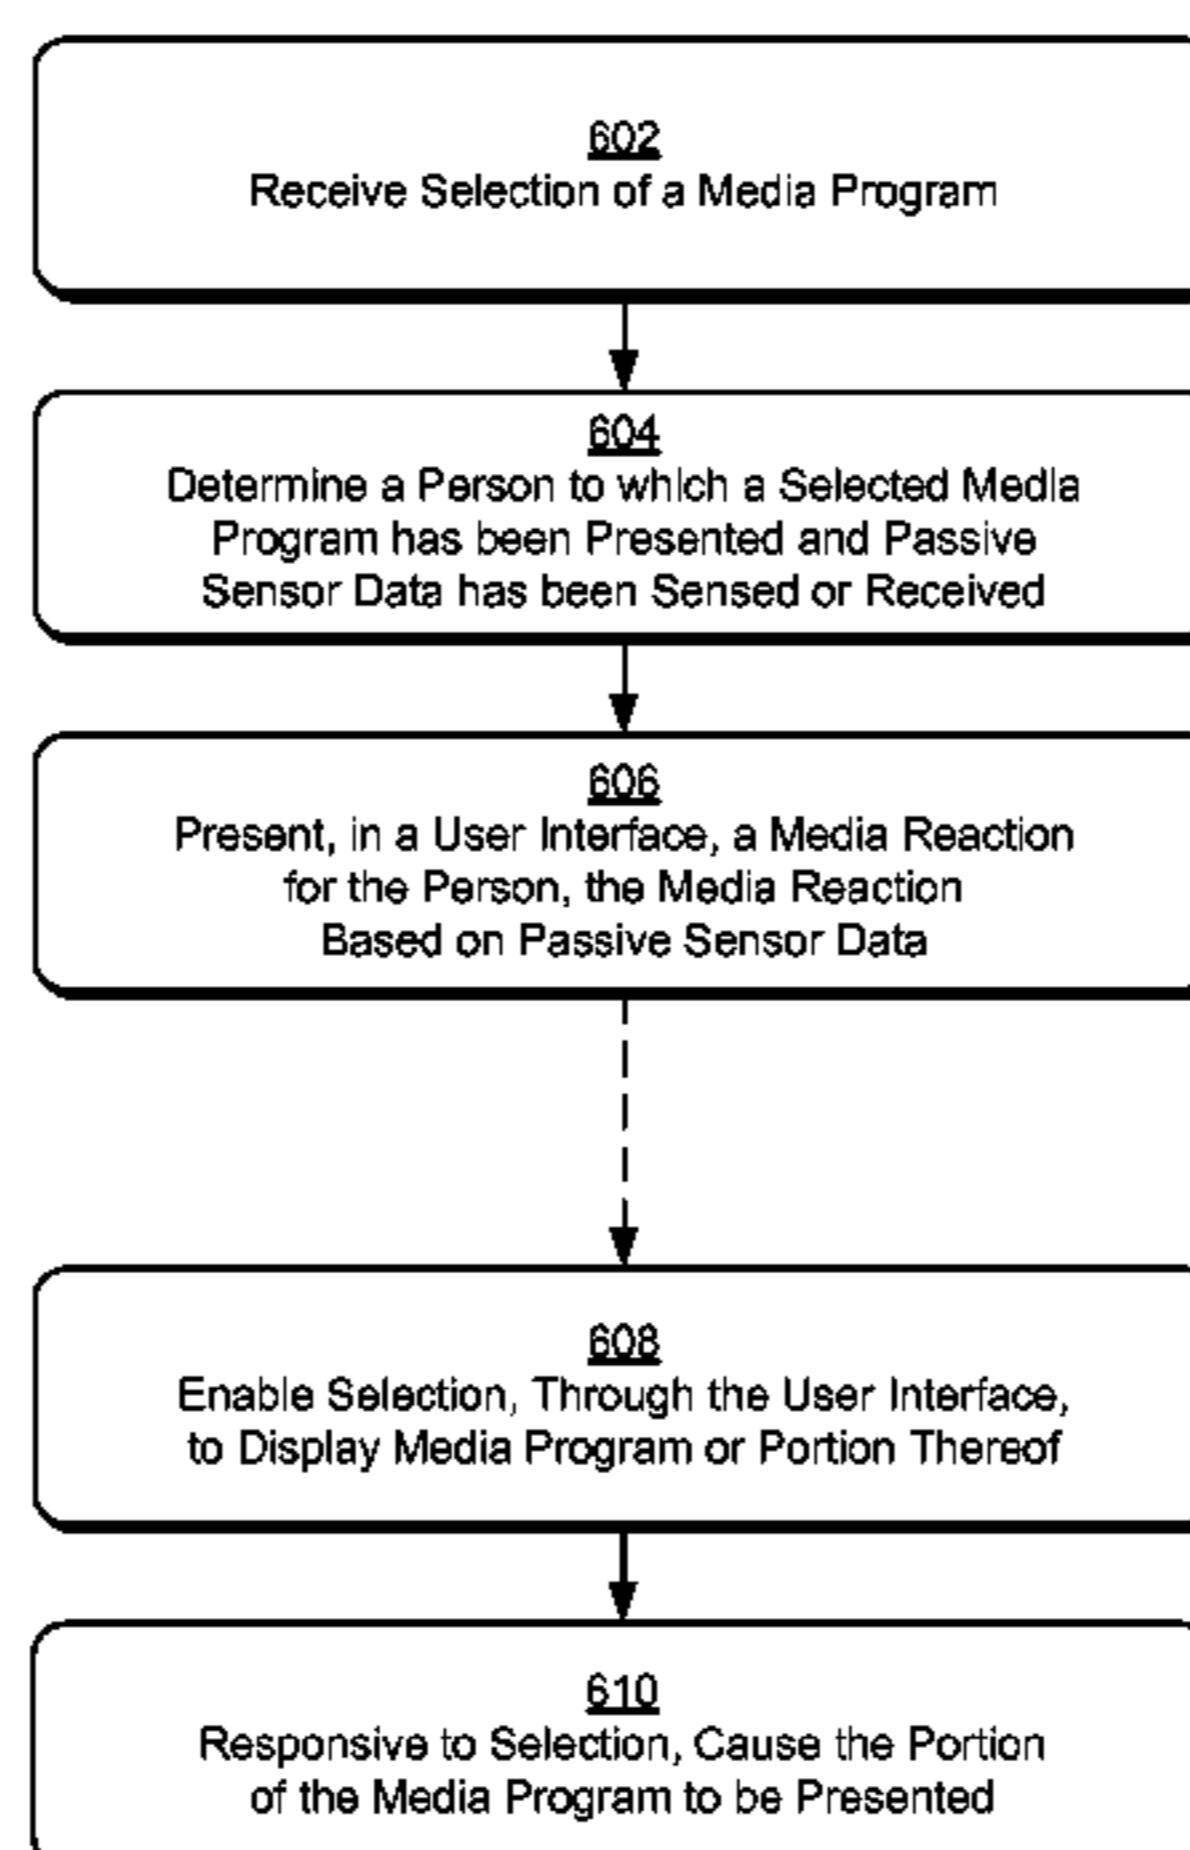 602
Receive Selection of a Media Program
604
Determine a Person to which a Selected Media
Program has been Presented and Passive
Sensor Data has been Sensed or Received
606
Present, in a User Interface, a Media Reaction
for the Person, the Media Reaction
Based on Passive Sensor Data
608
Enable Selection, Through the User Interface,
to Display Media Program or Portion Thereof
610
Responsive to Selection, Cause the Portion
of the Media Program to be Presented